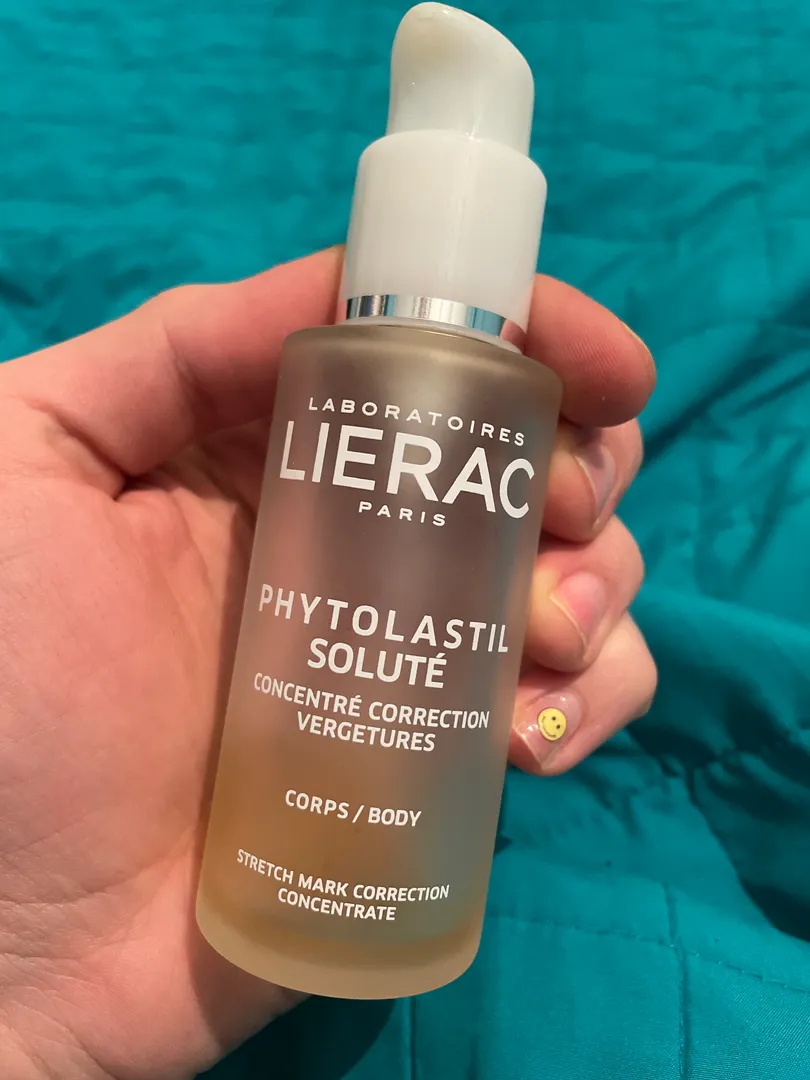 LABORATOIRES
LIERAC
PARIS
PHYTOLASTIL
SOLUTÉ
CONCENTRÉ CORRECTION
VERGETURES
CORPS / BODY
STRETCH MARK CORRECTION
CONCENTRATE